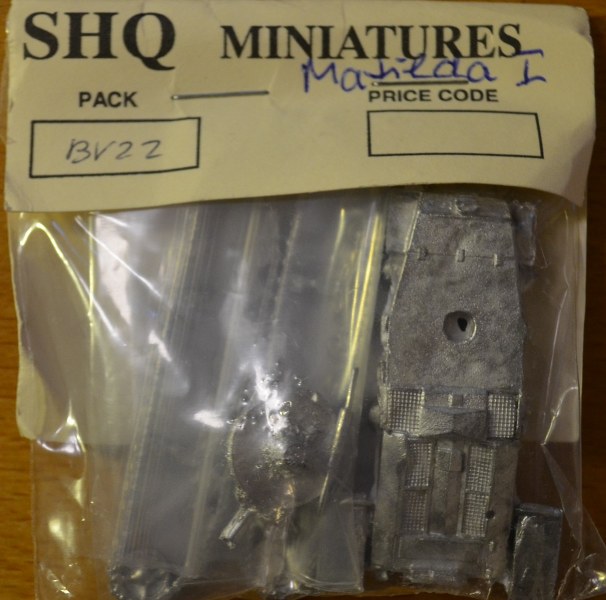 SHQ MINIATURES
Matilda I
PACK PRICE CODE
BV22